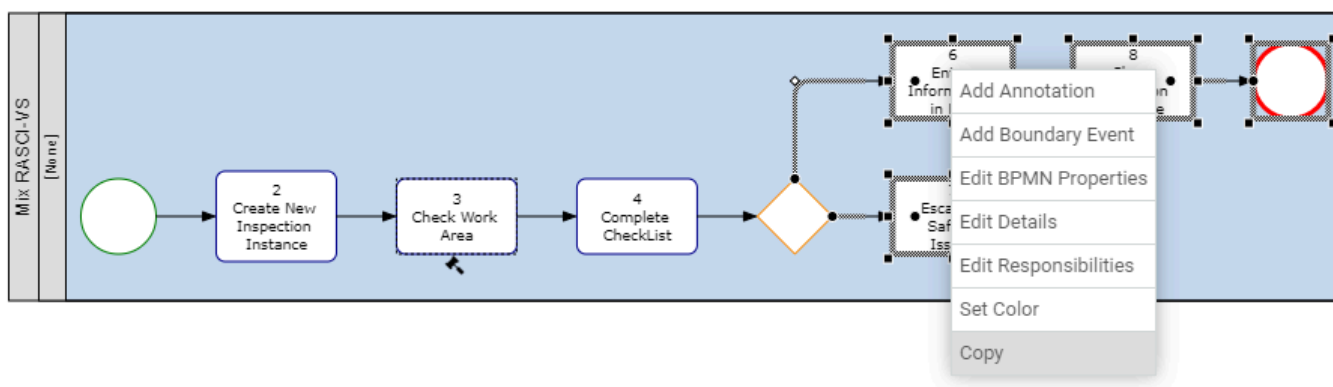 Mix RASCI-VS
[None]
2
Create New
Inspection
Instance
3
Check Work
Area
4
Complete
CheckList
6
8
Add Annotation
Add Boundary Event
Edit BPMN Properties
Edit Details
Edit Responsibilities
Set Color
Copy